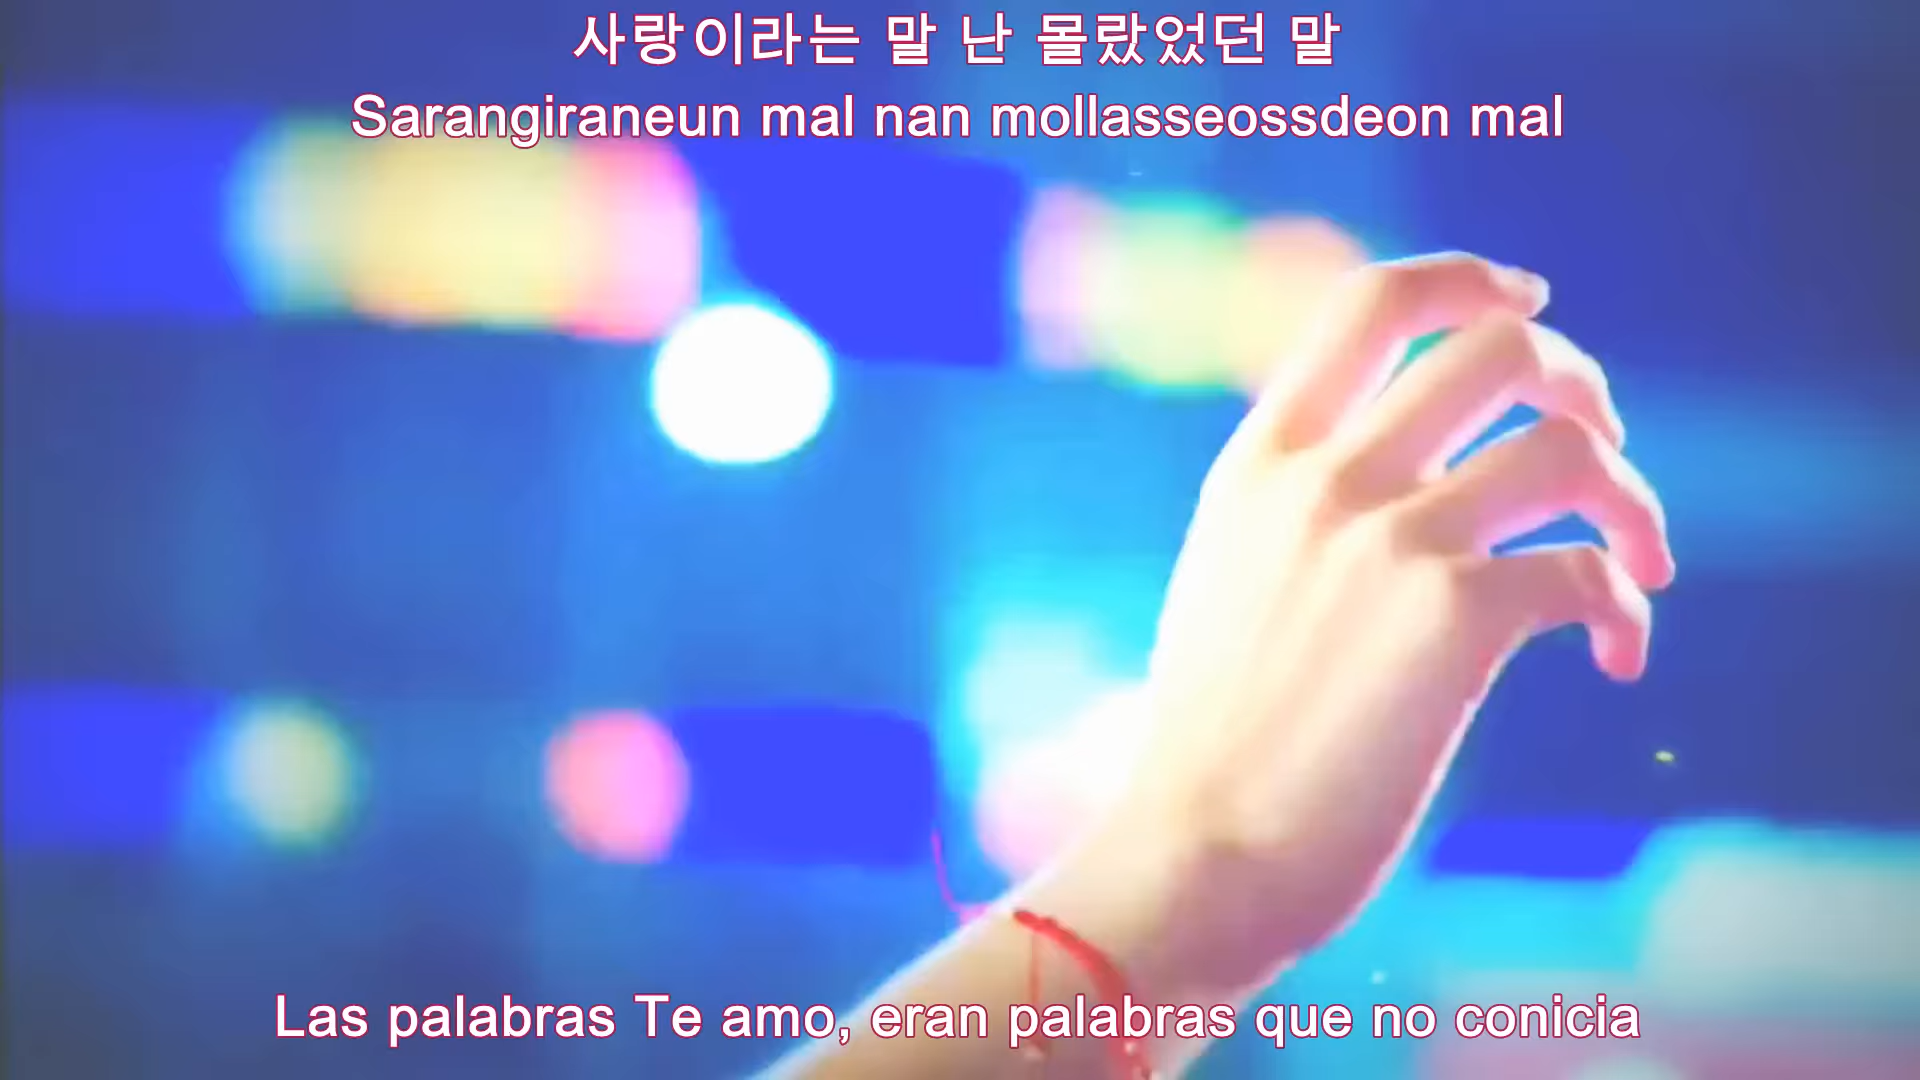 사랑이라는 말 난 몰랐었던 말
Sarangiraneun mal nan mollasseossdeon mal
Las palabras Te amo, eran palabras que no conicia